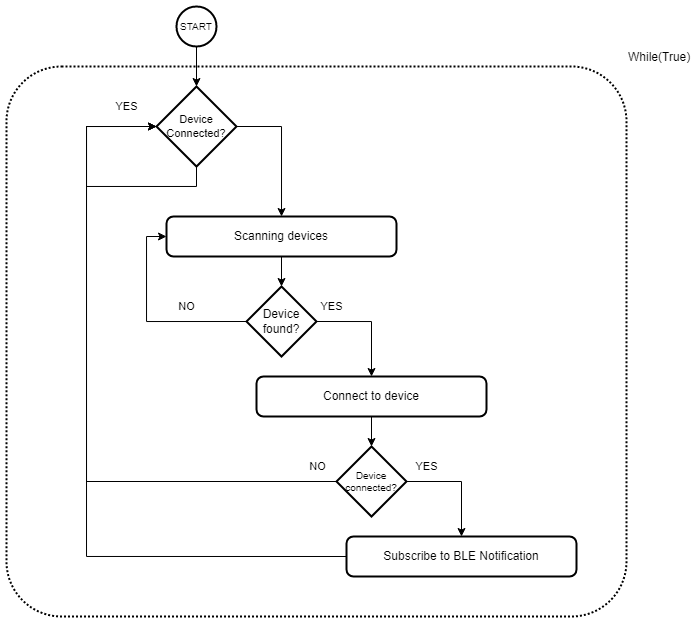 START
While(True)
YES
Device
Connected?
Scanning devices
NO
Device
found?
YES
Connect to device
NO
Device
connected?
YES
Subscribe to BLE Notification